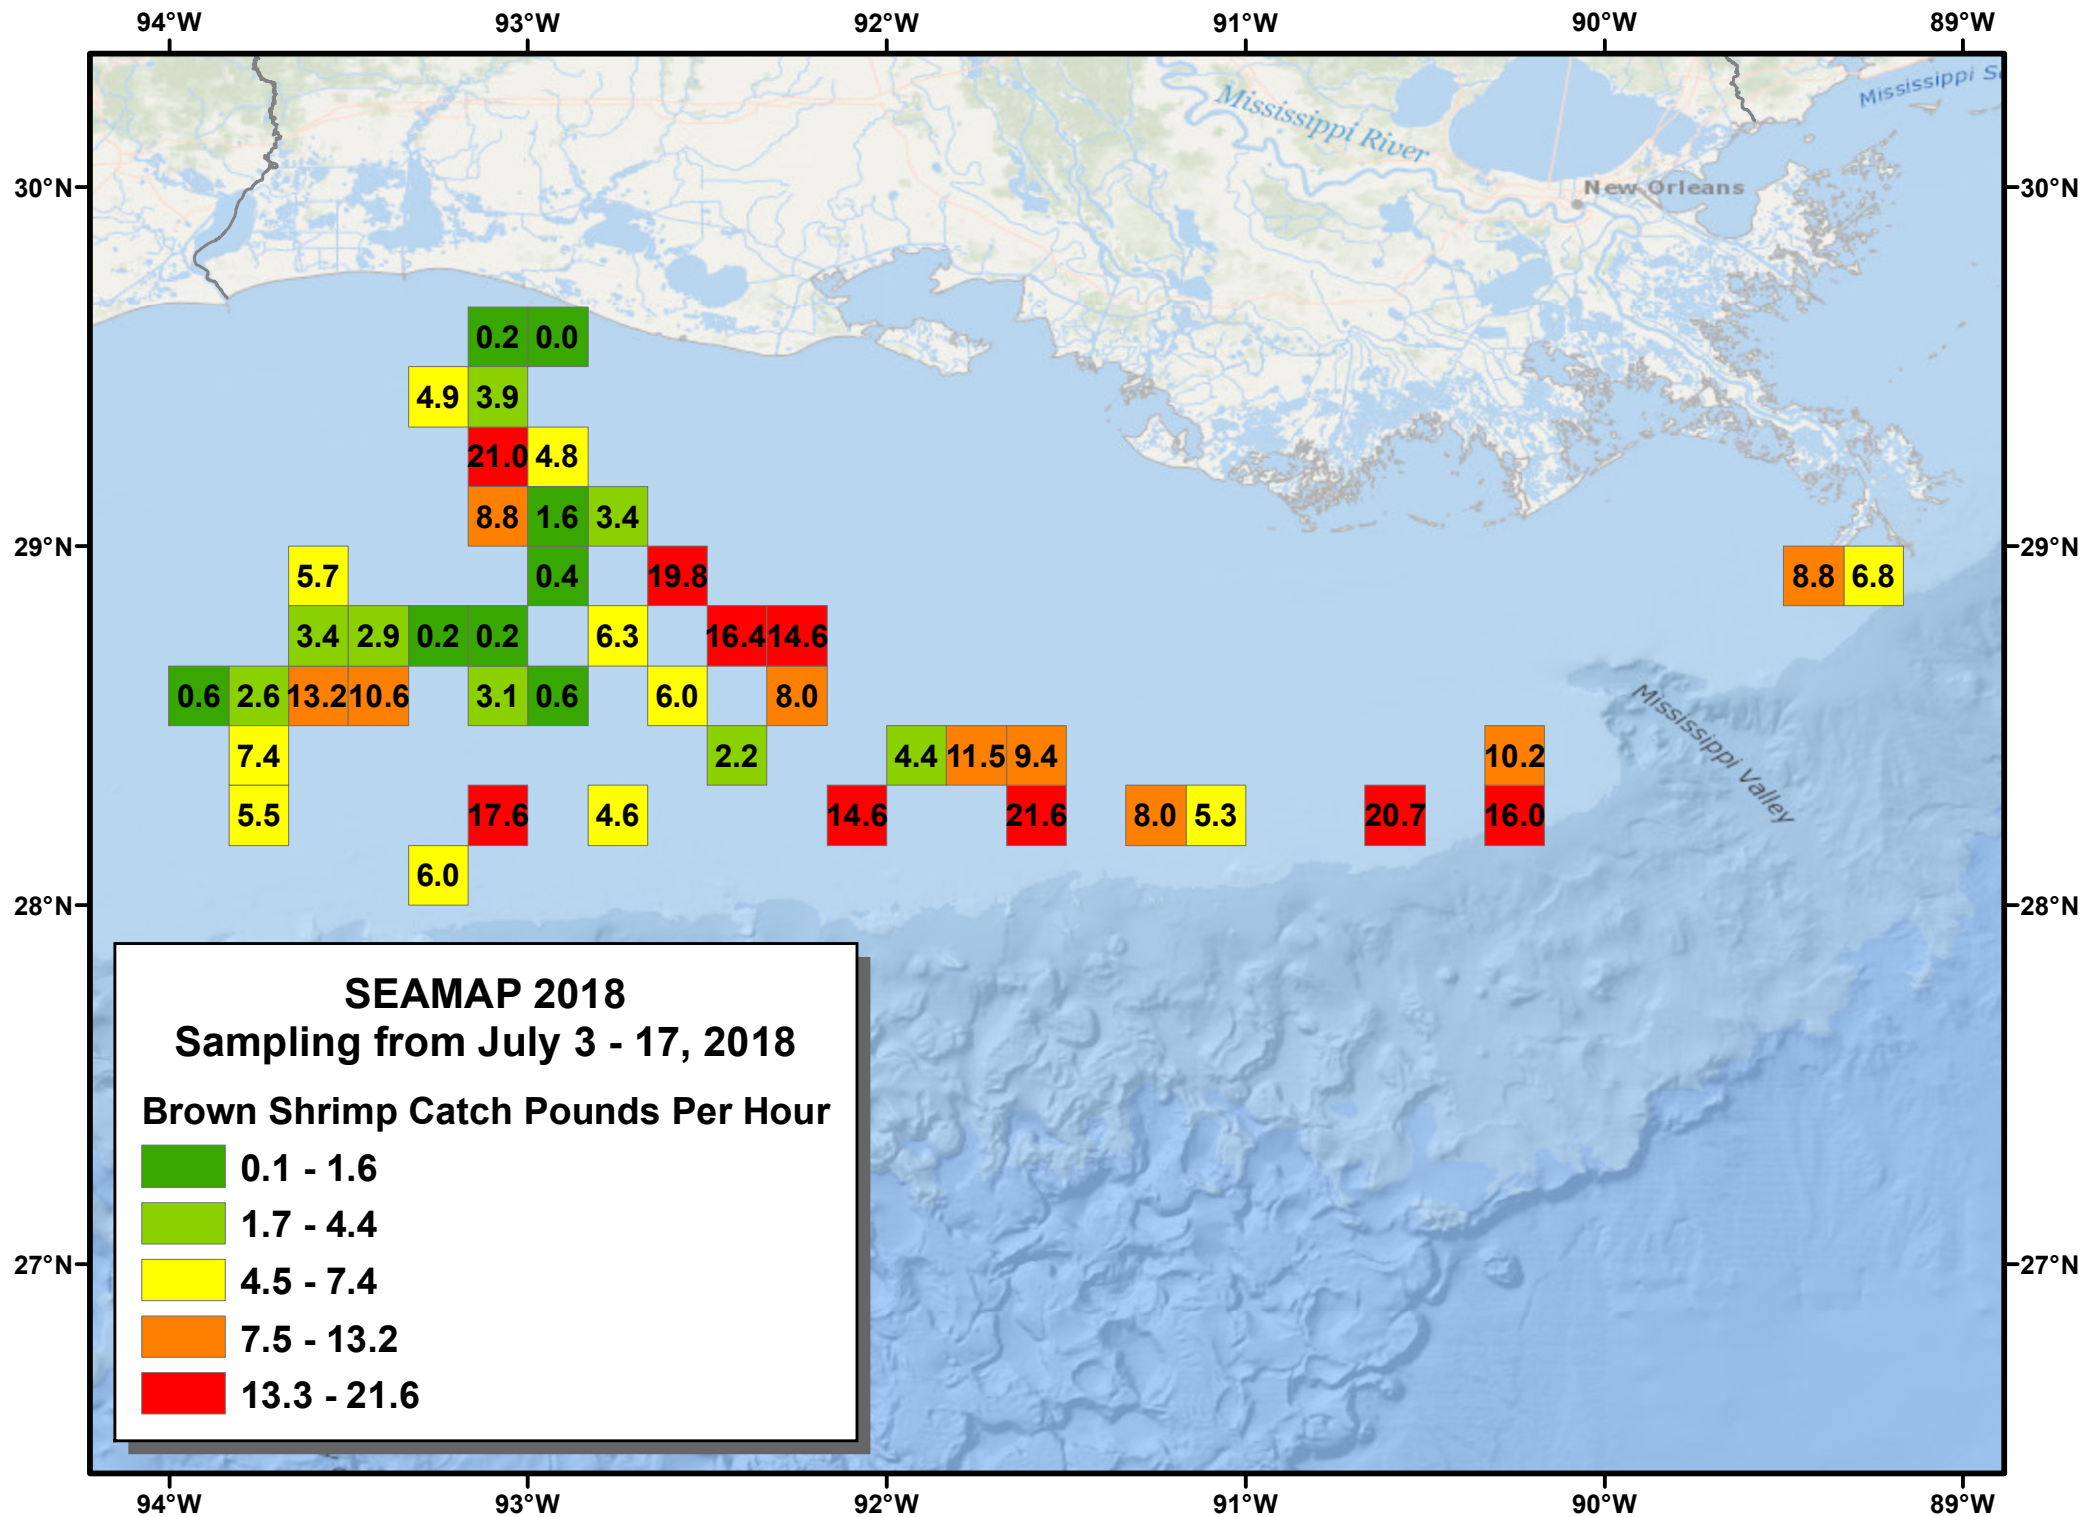 94°W 93°W 92°W 91°W 90°W 89°W
Mississippi S
Mississippi River
30°N New Orleans 30°N
0.2 0.0
4.9 3.9
21.0 4.8
8.8 1.6 3.4
29°N 29°N
5.7 0.4 19.8 8.8 6.8
3.4 2.9 0.2 0.2 6.3 16.4 14.6
0.6 2.6 13.2 10.6 3.1 0.6 6.0 8.0
Mississippi Valley
7.4 2.2 4.4 11.5 9.4 10.2
5.5 17.6 4.6 14.6 21.6 8.0 5.3 20.7 16.0
6.0
28°N 28°N
SEAMAP 2018
Sampling from July 3 - 17, 2018
Brown Shrimp Catch Pounds Per Hour
0.1 - 1.6
1.7 - 4.4
4.5 - 7.4
7.5 - 13.2
13.3 - 21.6
27°N 27°N
94°W 93°W 92°W 91°W 90°W 89°W